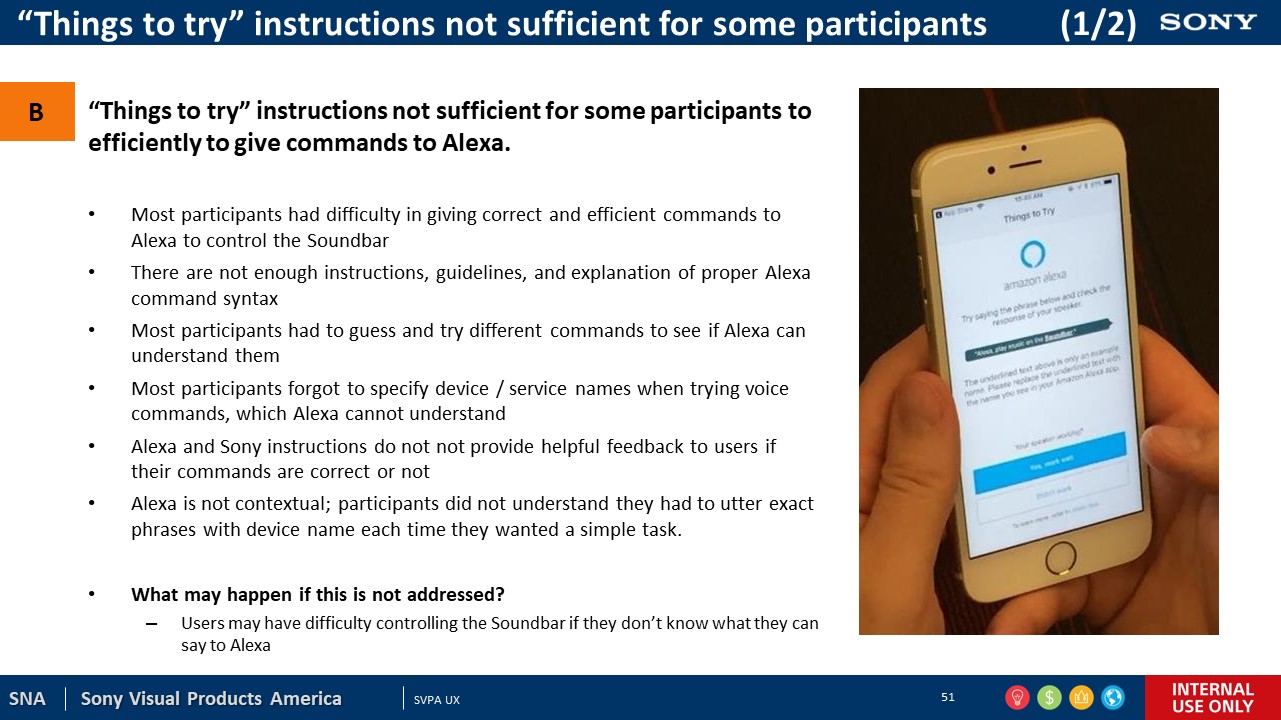 “Things to try” instructions not sufficient for some participants (1/2) SONY
B
“Things to try” instructions not sufficient for some participants to
efficiently to give commands to Alexa.
• Most participants had difficulty in giving correct and efficient commands to
Alexa to control the Soundbar
• There are not enough instructions, guidelines, and explanation of proper Alexa
command syntax
• Most participants had to guess and try different commands to see if Alexa can
understand them
• Most participants forgot to specify device / service names when trying voice
commands, which Alexa cannot understand
• Alexa and Sony instructions do not not provide helpful feedback to users if
their commands are correct or not
• Alexa is not contextual; participants did not understand they had to utter exact
phrases with device name each time they wanted a simple task.
• What may happen if this is not addressed?
– Users may have difficulty controlling the Soundbar if they don’t know what they can
say to Alexa
App Store
Things to Try
amazon alexa
Try saying the phrase below and check the
response of your speaker.
"Alexa, play music on the Soundbar."
The underlined text above is only an example
name. Please replace the underlined text with
the name you see in your Amazon Alexa app.
Your speaker working?
Yes, work well
Didn't work
To learn more, refer to
SNA Sony Visual Products America SVPA UX 51
INTERNAL
USE ONLY